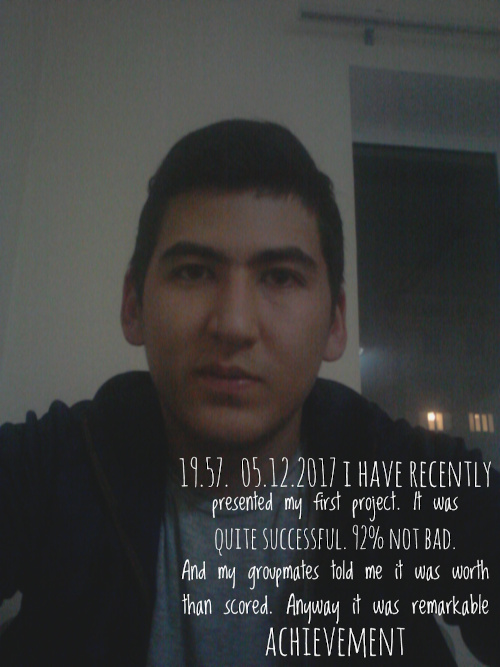 19.57. 05.12.2017 I HAVE RECENTLY
presented my first project. It was
QUITE SUCCESSFUL. 92% NOT BAD.
And my groupmates told me it was worth
than scored. Anyway it was remarkable
ACHIEVEMENT